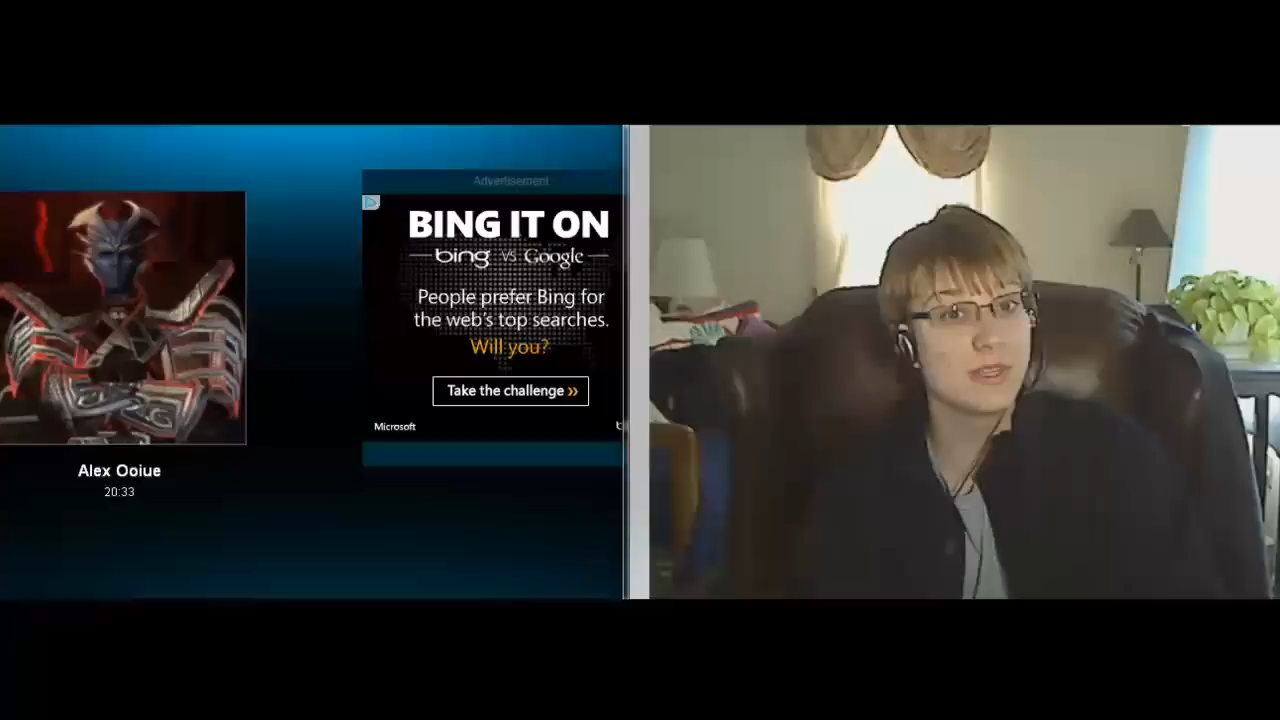 Advertisement
BING IT ON
bing VS Google
People prefer Bing for
the web's top searches.
Will you?
Take the challenge »
Microsoft
Alex Ooiue
20:33